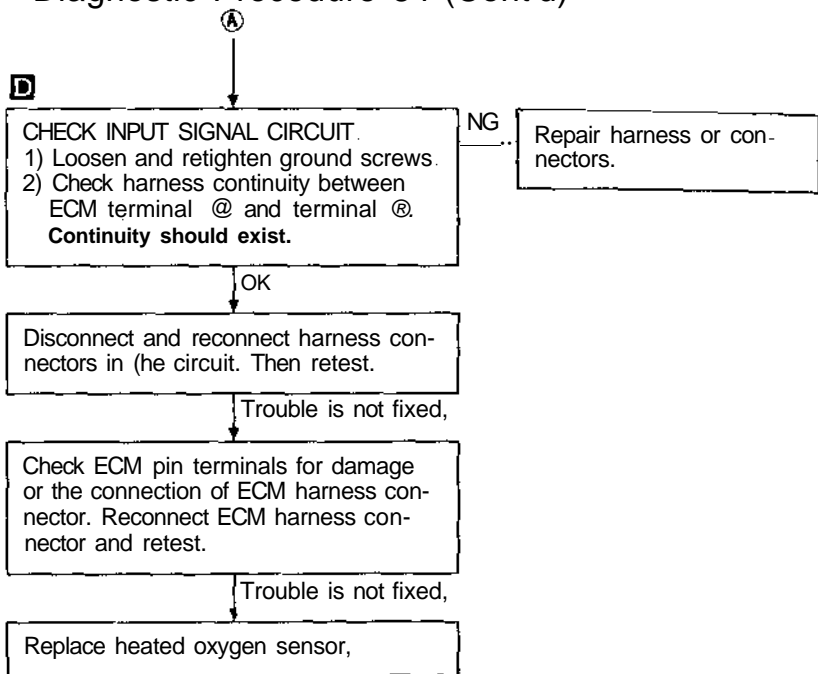 Diagnostic Procedure
(Cont'd)
Ⓐ
D
CHECK INPUT SIGNAL CIRCUIT.
1) Loosen and retighten ground screws.
2) Check harness continuity between
ECM terminal @ and terminal ®.
Continuity should exist.
NG
Repair harness or con-
nectors.
OK
Disconnect and reconnect harness con-
nectors in (he circuit. Then retest.
Trouble is not fixed,
Check ECM pin terminals for damage
or the connection of ECM harness con-
nector. Reconnect ECM harness con-
nector and retest.
Trouble is not fixed,
Replace heated oxygen sensor,